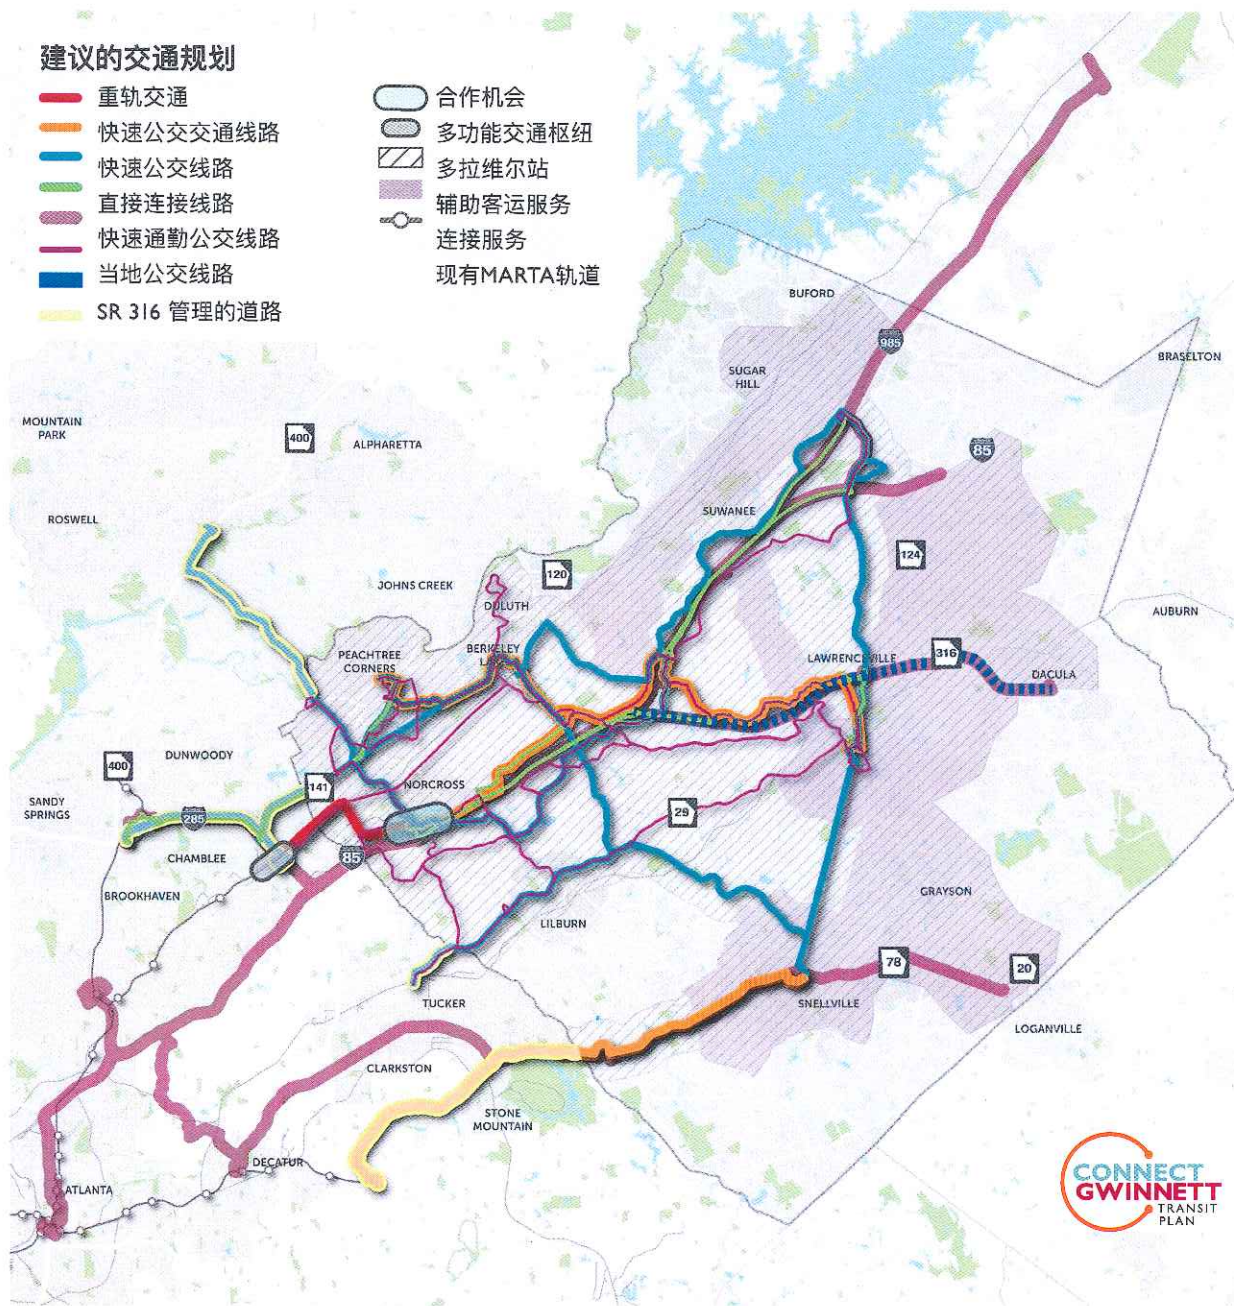 建议的交通规划
重轨交通
快速公交交通线路
快速公交线路
直接连接线路
快速通勤公交线路
当地公交线路
SR 316 管理的道路
合作机会
多功能交通枢纽
多拉维尔站
辅助客运服务
连接服务
现有MARTA轨道
BUFORD
985
BRASELTON
SUGAR
HILL
MOUNTAIN
PARK
400
ALPHARETTA
85
ROSWELL
SUWANEE
124
120
JOHNS CREEK
DULUTH
AUBURN
PEACHTREE
CORNERS
BERKELEY
LAWRENCEVILLE
316
DACULA
DUNWOODY
400
141
NORCROSS
SANDY
SPRINGS
285
29
CHAMBLEE
85
BROOKHAVEN
GRAYSON
LILBURN
78
20
TUCKER
SNELLVILLE
LOGANVILLE
CLARKSTON
STONE
MOUNTAIN
DECATUR
ATLANTA
CONNECT
GWINNETT
TRANSIT
PLAN